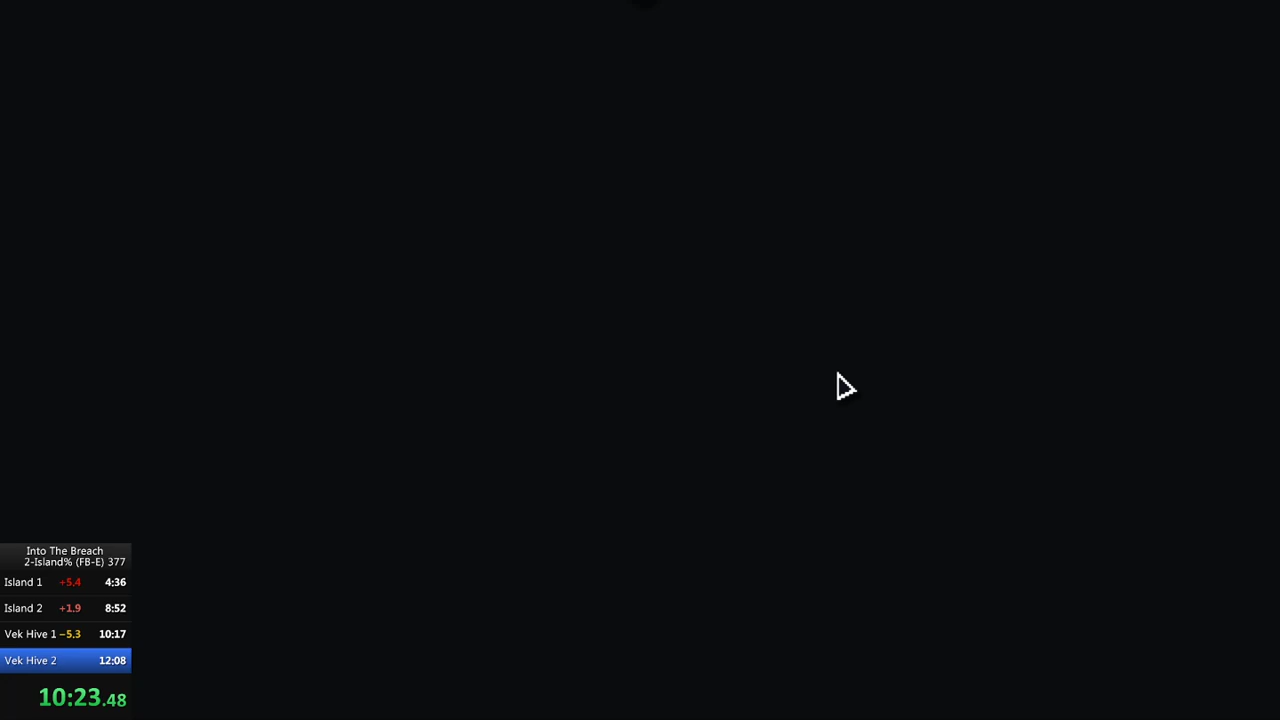 Into The Breach
2-Island% (FB-E) 377
Island 1 +5.4 4:36
Island 2 +1.9 8:52
Vek Hive 1 −5.3 10:17
Vek Hive 2 12:08
10:23.48